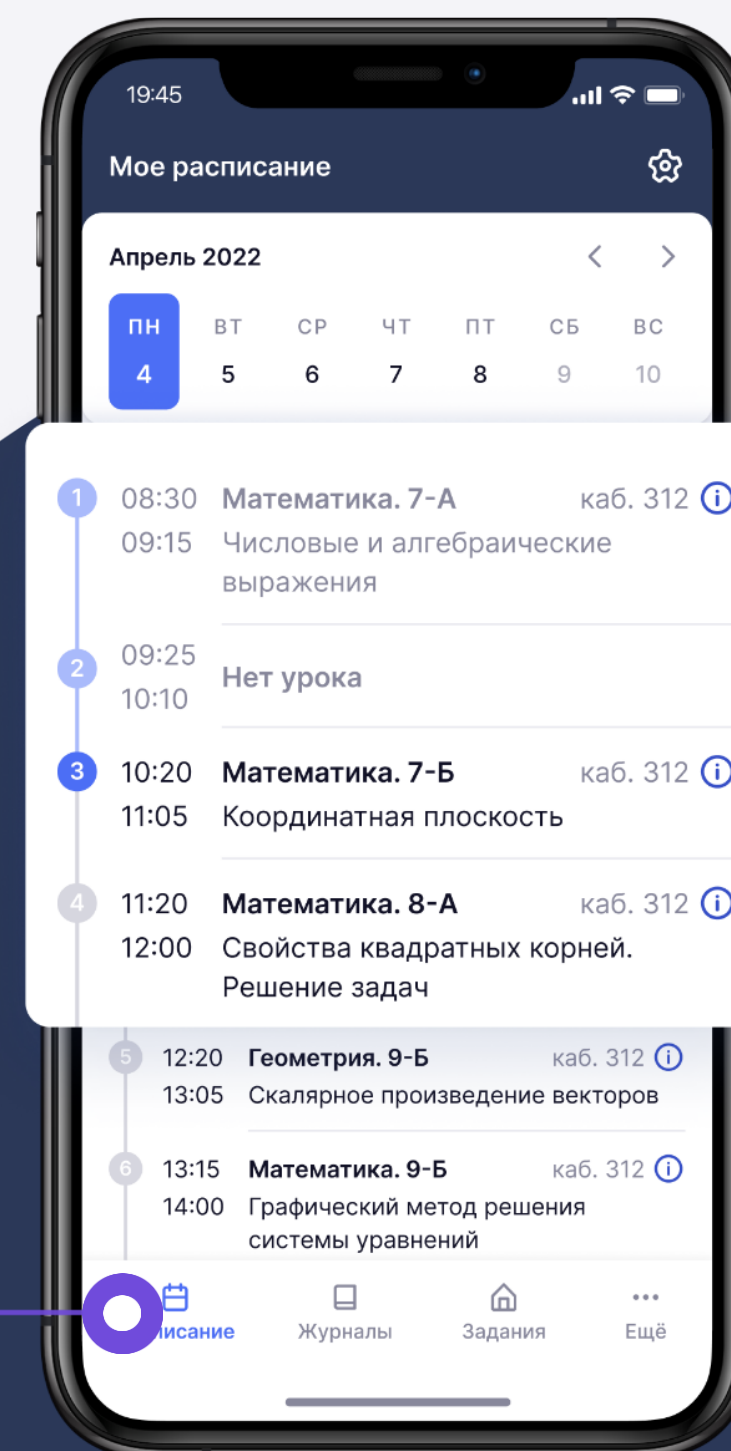 19:45
Мое расписание
Апрель 2022
ПН ВТ СР ЧТ ПТ СБ ВС
4 5 6 7 8 9 10
1 08:30 Математика. 7-А каб. 312
09:15 Числовые и алгебраические
выражения
2 09:25
Нет урока
10:10
3 10:20 Математика. 7-Б каб. 312
11:05 Координатная плоскость
4 11:20 Математика. 8-А каб. 312
12:00 Свойства квадратных корней.
Решение задач
5 12:20 Геометрия. 9-Б каб. 312
13:05 Скалярное произведение векторов
6 13:15 Математика. 9-Б каб. 312
14:00 Графический метод решения
системы уравнений
Журналы Задания Ещё